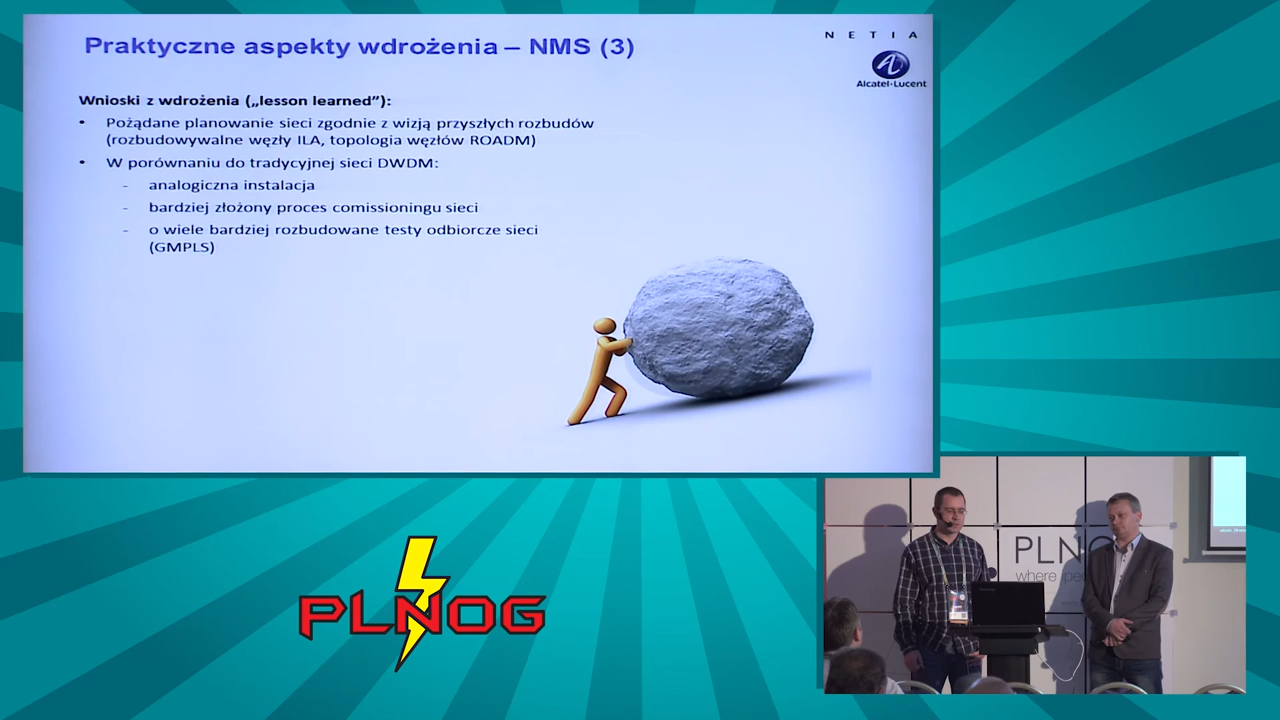 Praktyczne aspekty wdrożenia – NMS (3)
NETIA
Alcatel·Lucent
Wnioski z wdrożenia („lesson learned”):
• Pożądane planowanie sieci zgodnie z wizją przyszłych rozbudów
(rozbudowywalne węzły ILA, topologia węzłów ROADM)
• W porównaniu do tradycyjnej sieci DWDM:
- analogiczna instalacja
- bardziej złożony proces comissioningu sieci
- o wiele bardziej rozbudowane testy odbiorcze sieci
(GMPLS)
PLNOG
PLNO
where